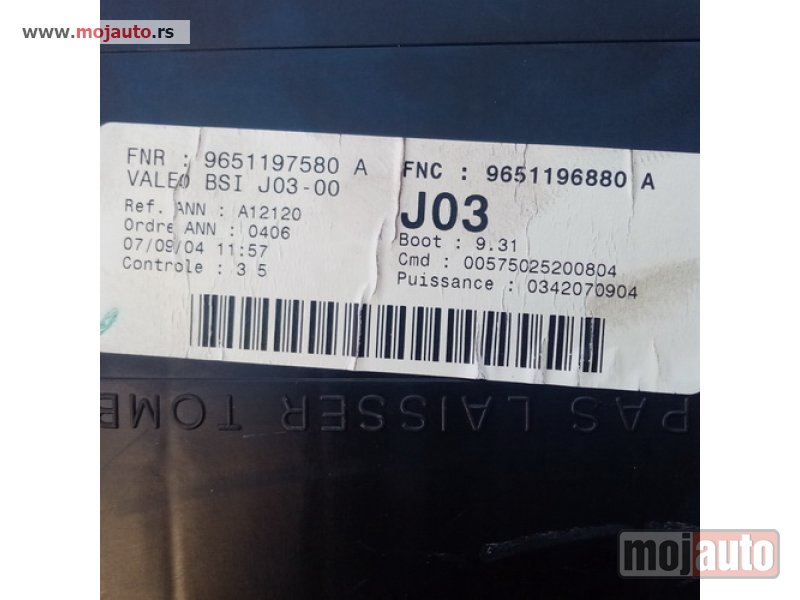 www.mojauto.rs
FNR : 9651197580 A
VALEO BSI J03-00
Ref. ANN : A12120
Ordre ANN : 0406
07/09/04 11:57
Controle : 3 5
FNC : 9651196880 A
J03
Boot : 9.31
Cmd : 00575025200804
Puissance : 0342070904
PAS LAISSER TOMB
mojauto